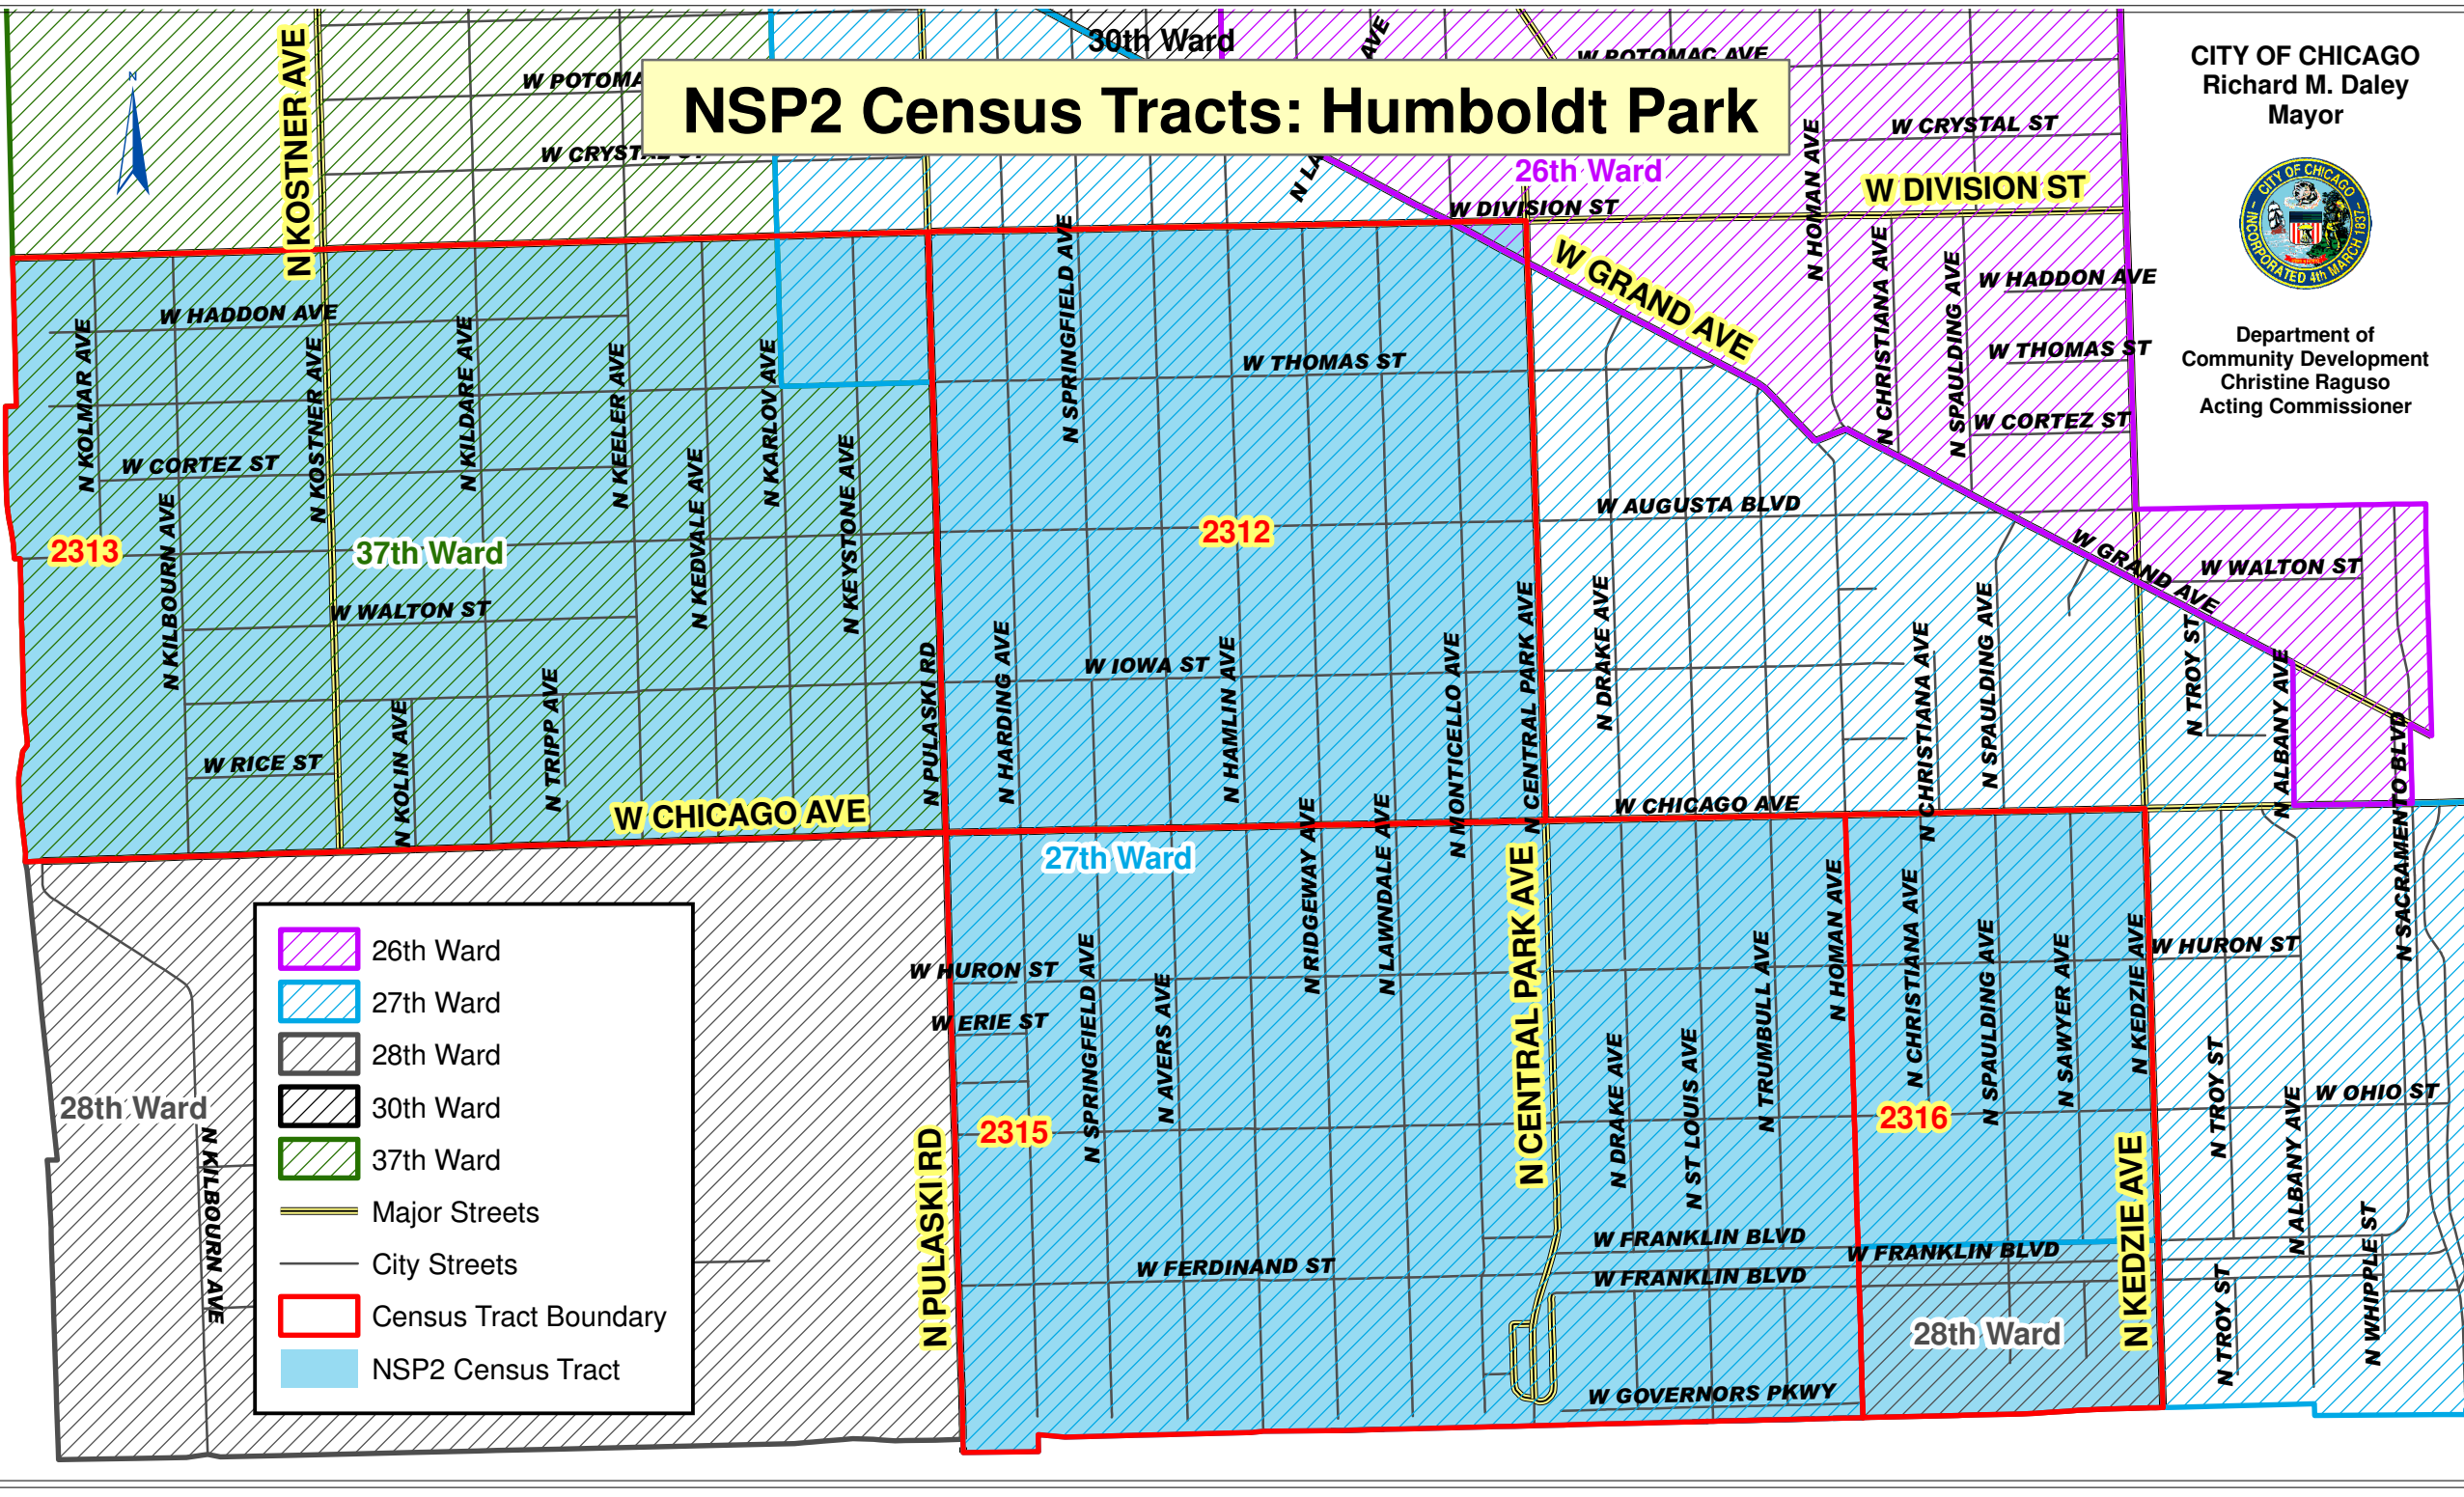 NSP2 Census Tracts: Humboldt Park
CITY OF CHICAGO
Richard M. Daley
Mayor
CITY OF CHICAGO
INCORPORATED 4th MARCH 1837
Department of
Community Development
Christine Raguso
Acting Commissioner
N
30th Ward
26th Ward
37th Ward
27th Ward
28th Ward
28th Ward
2313
2312
2315
2316
N KOSTNER AVE
W DIVISION ST
W GRAND AVE
W CHICAGO AVE
N CENTRAL PARK AVE
N PULASKI RD
N KEDZIE AVE
W POTOMAC AVE
W CRYSTAL ST
W DIVISION ST
N HOMAN AVE
N CHRISTIANA AVE
N SPAULDING AVE
W HADDON AVE
W THOMAS ST
W CORTEZ ST
W HADDON AVE
N KOLMAR AVE
N KOSTNER AVE
N KILDARE AVE
N KEELER AVE
N KARLOV AVE
N SPRINGFIELD AVE
W THOMAS ST
W CORTEZ ST
N KILBOURN AVE
N KEDVALE AVE
N KEYSTONE AVE
W AUGUSTA BLVD
W GRAND AVE
W WALTON ST
W WALTON ST
N DRAKE AVE
N CHRISTIANA AVE
N SPAULDING AVE
N TROY ST
N ALBANY AVE
N SACRAMENTO BLVD
W IOWA ST
N PULASKI RD
N HARDING AVE
N HAMLIN AVE
N MONTICELLO AVE
N CENTRAL PARK AVE
W RICE ST
N KOLIN AVE
N TRIPP AVE
W CHICAGO AVE
N RIDGEWAY AVE
N LAWNDALE AVE
N HOMAN AVE
W HURON ST
W ERIE ST
N SPRINGFIELD AVE
N AVERS AVE
N DRAKE AVE
N ST LOUIS AVE
N TRUMBULL AVE
N CHRISTIANA AVE
N SPAULDING AVE
N SAWYER AVE
N KEDZIE AVE
W HURON ST
W OHIO ST
N TROY ST
N ALBANY AVE
N WHIPPLE ST
N TROY ST
W FRANKLIN BLVD
W FRANKLIN BLVD
W FRANKLIN BLVD
W FERDINAND ST
W GOVERNORS PKWY
N KILBOURN AVE
26th Ward
27th Ward
28th Ward
30th Ward
37th Ward
Major Streets
City Streets
Census Tract Boundary
NSP2 Census Tract